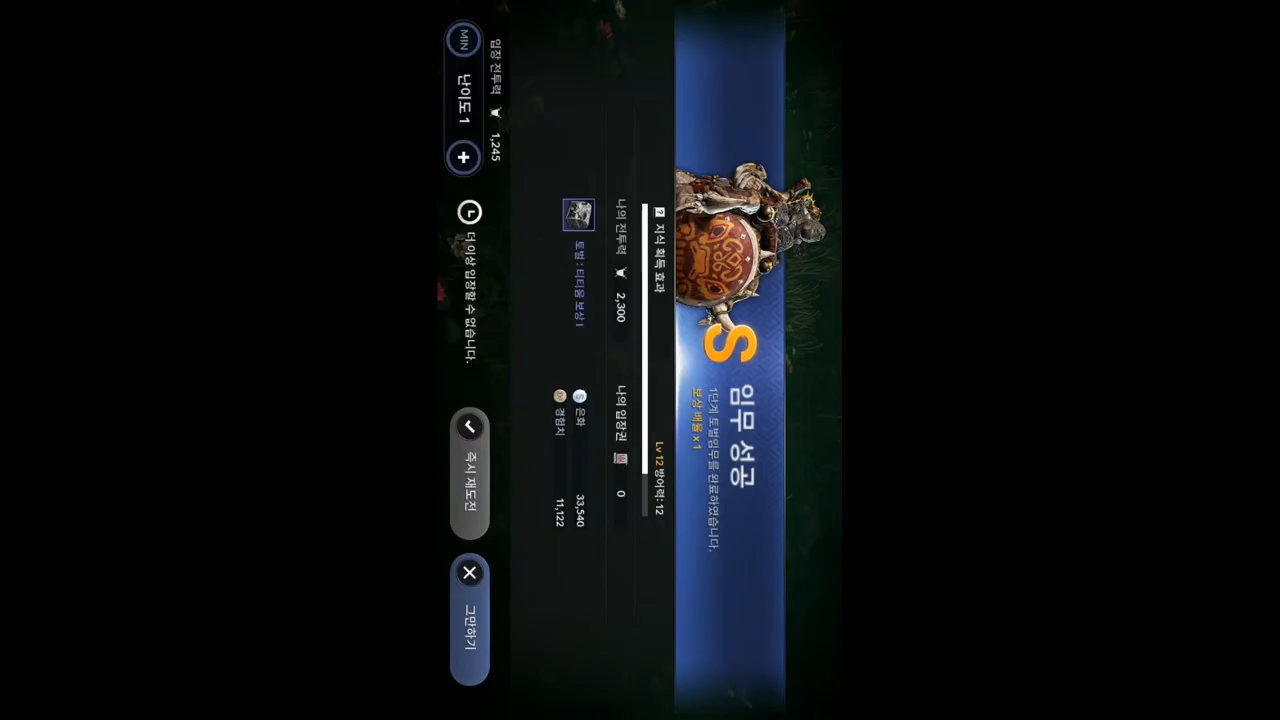 S
임무 성공
1단계 토벌임무를 완료하였습니다.
보상 배율 x1
지식 획득 효과
Lv 12 방어력: 12
나의 전투력 2,300
나의 입장권 0
토벌 : 티티움 보상 I
은화 33,540
경험치 11,122
입장 전투력 1,245
MIN 난이도 1 +
더 이상 입장할 수 없습니다.
즉시 재도전
그만하기